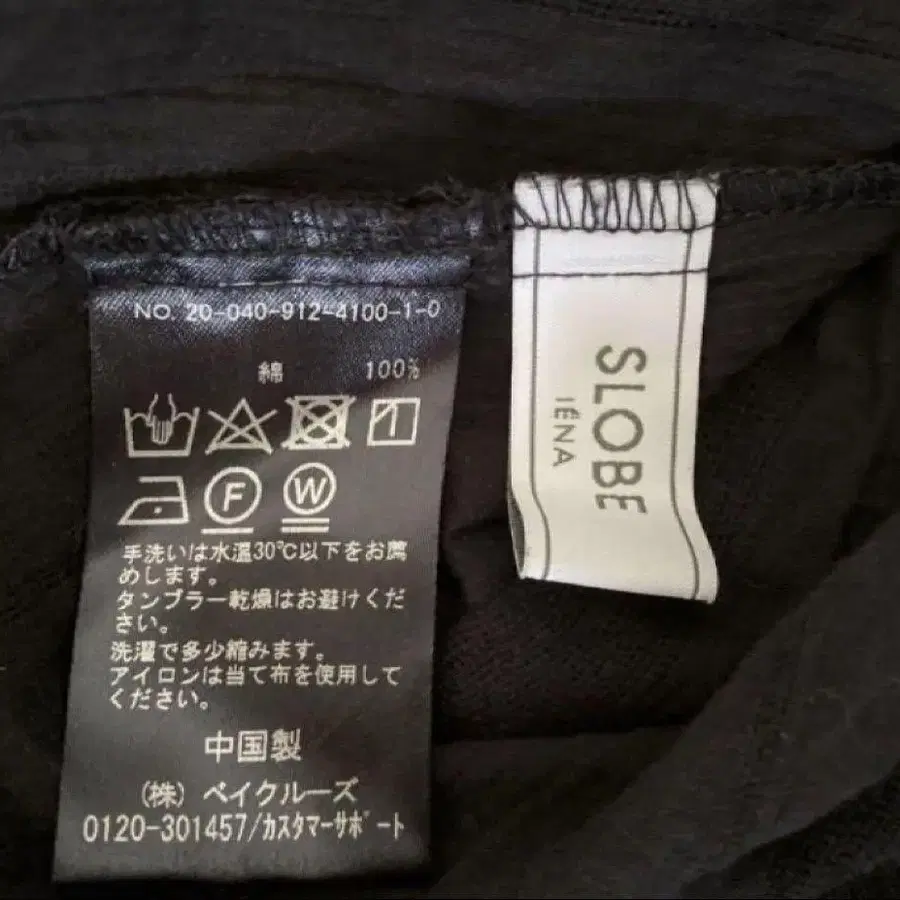 NO. 20-040-912-4100-1-0
綿 100%
F W
手洗いは水温30℃以下をお薦
めします。
タンブラー乾燥はお避けくだ
さい。
洗濯で多少縮みます。
アイロンは当て布を使用して
ください。
中国製
(株) ベイクルーズ
0120-301457/カスタマーサポート
SLOBE
IÉNA